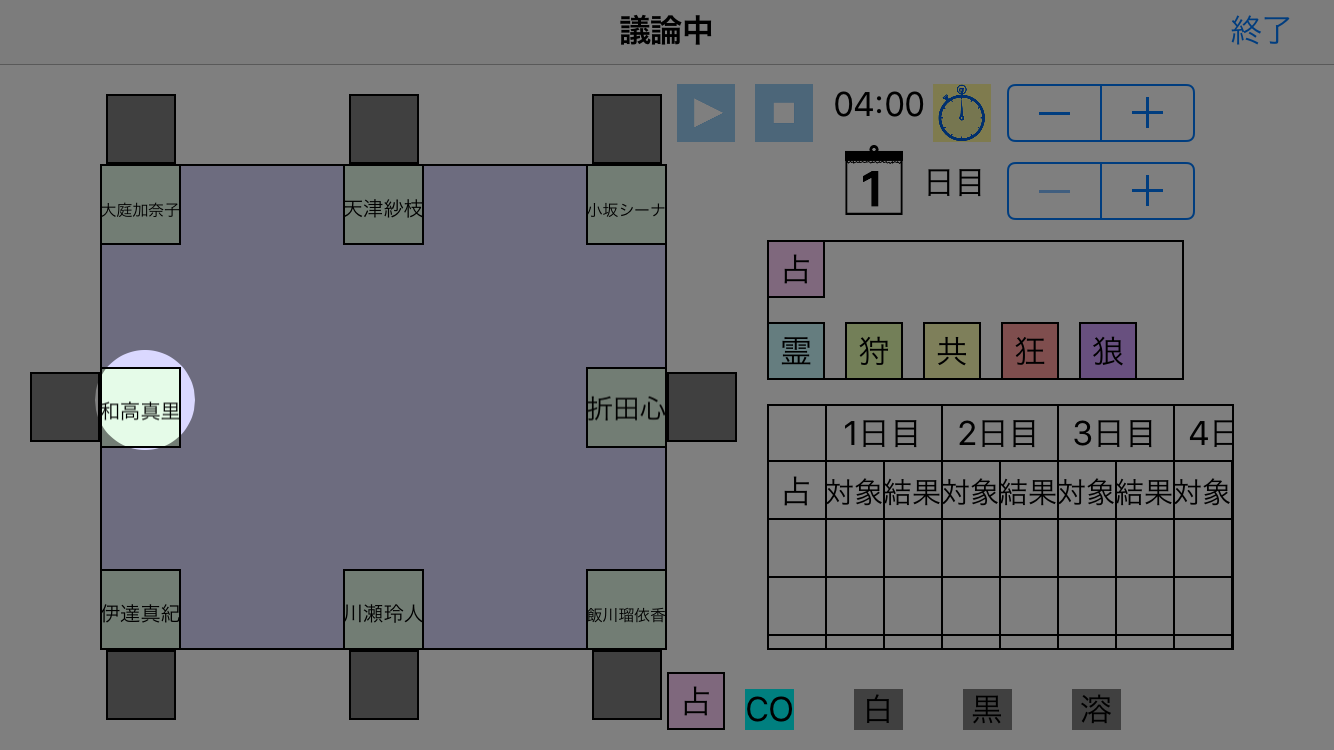 議論中
終了
04:00
1 日目
大庭加奈子
天津紗枝
小坂シーナ
和高真里
折田心
伊達真紀
川瀬玲人
飯川瑠依香
占
霊 狩 共 狂 狼
1日目 2日目 3日目 4日
占 対象 結果 対象 結果 対象 結果 対象
占 CO 白 黒 溶